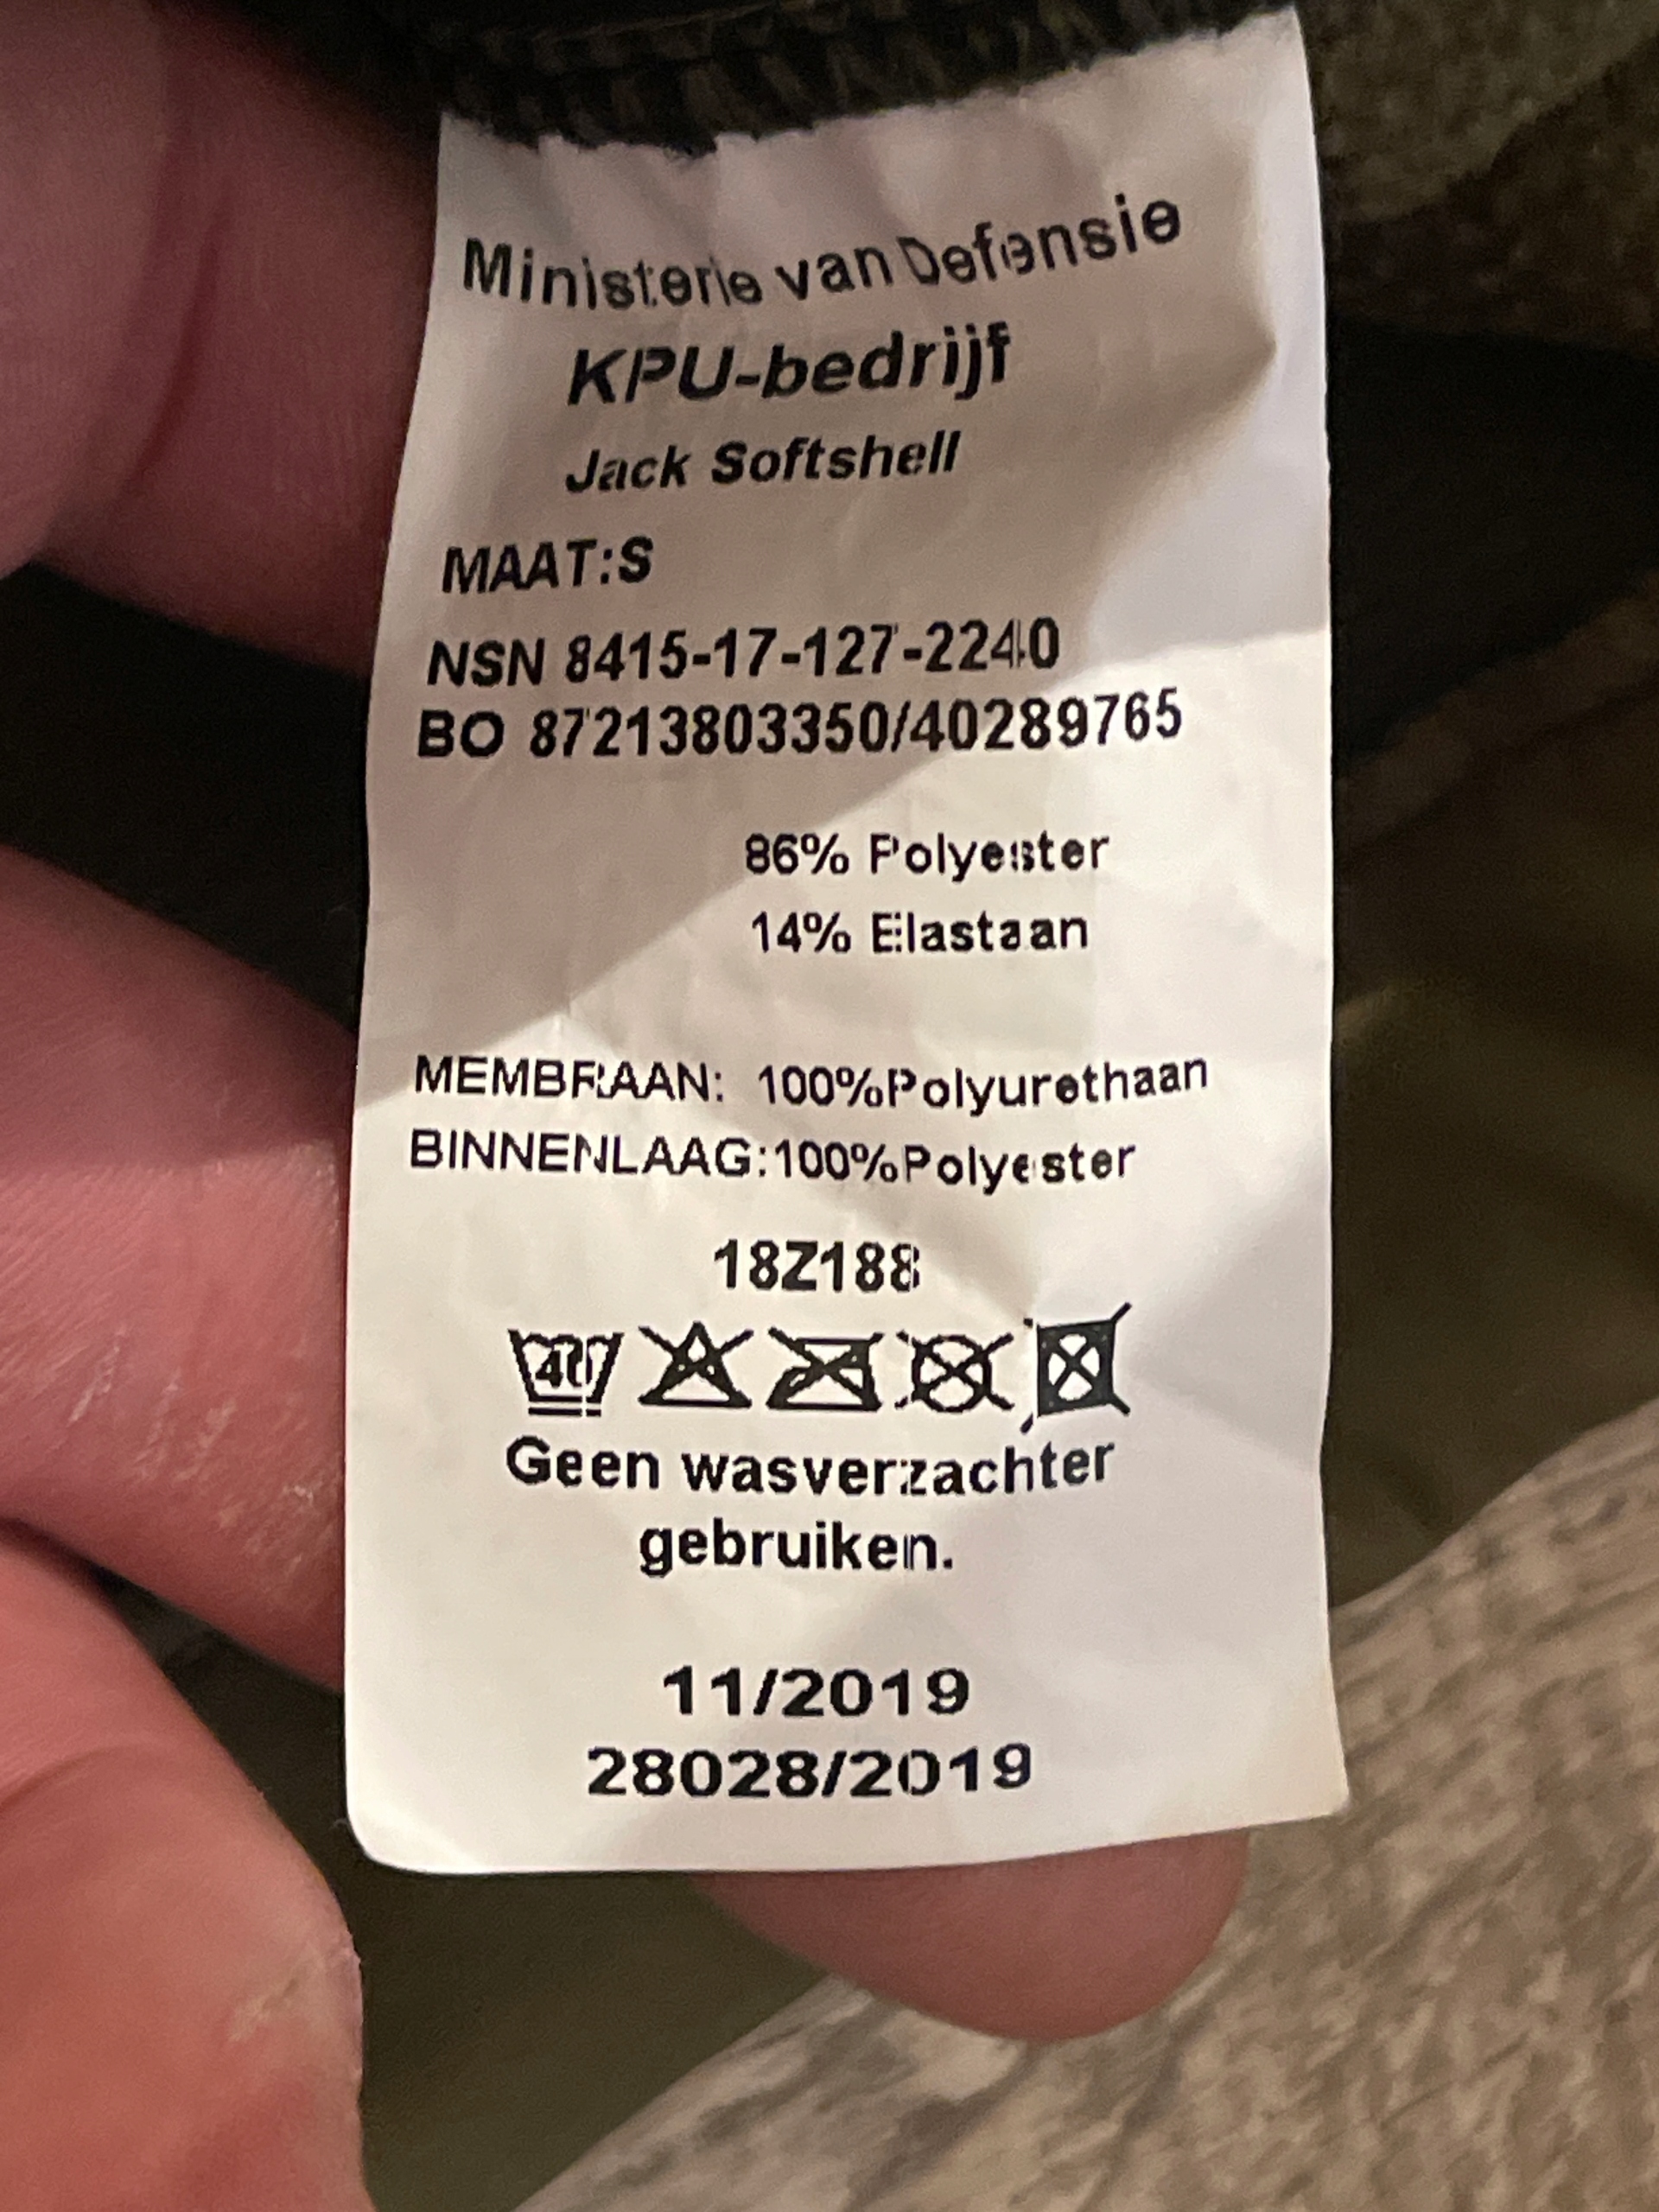 Ministerie van Defensie
KPU-bedrijf
Jack Softshell
MAAT:S
NSN 8415-17-127-2240
BO 87213803350/40289765
86% Polyester
14% Elastaan
MEMBRAAN: 100%Polyurethaan
BINNENLAAG:100%Polyester
18Z188
40
Geen wasverzachter
gebruiken.
11/2019
28028/2019